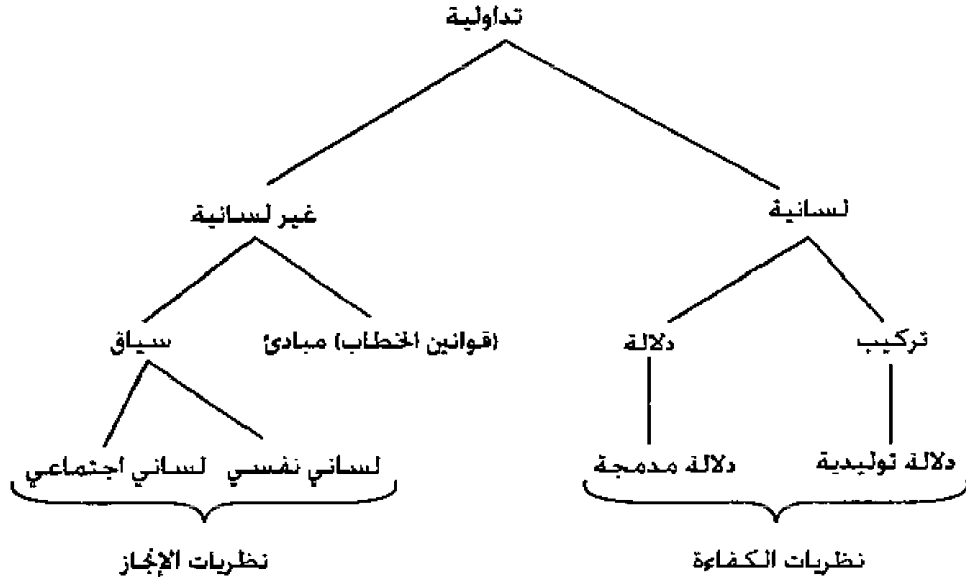 تداولية
لسانية غير لسانية
تركيب دلالة (قوانين الخطاب) مبادئ سياق
دلالة توليدية دلالة مدمجة لساني نفسي لساني اجتماعي
نظريات الكفاءة نظريات الإنجاز